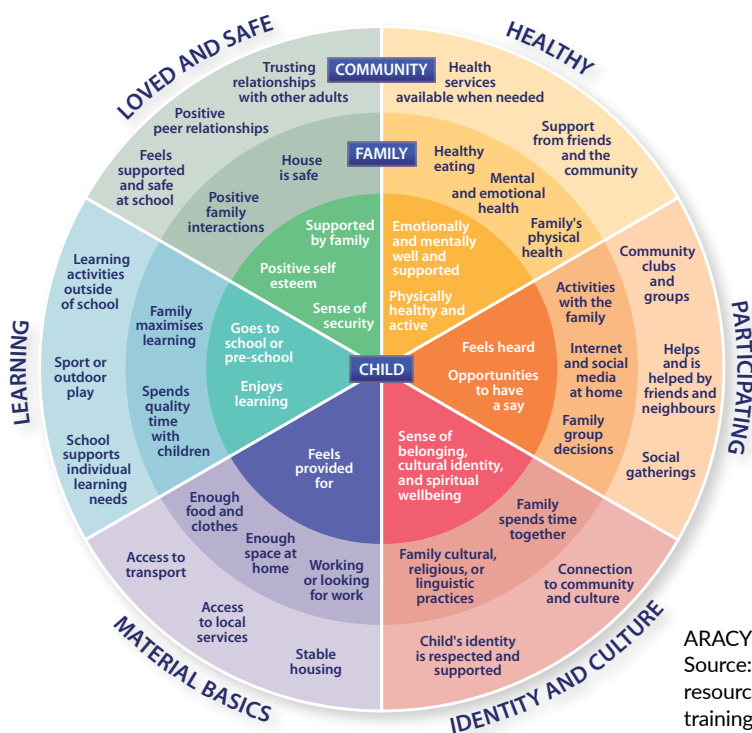 LOVED AND SAFE
COMMUNITY
Trusting
relationships
with other adults
Positive
peer relationships
Feels
supported
and safe
at school
FAMILY
House
is safe
Positive
family
interactions
Supported
by family
Positive self
esteem
Sense of
security
HEALTHY
Health
services
available when needed
Support
from friends
and the
community
Healthy
eating
Mental
and emotional
health
Family's
physical
health
Emotionally
and mentally
well and
supported
Physically
healthy and
active
PARTICIPATING
Community
clubs
and
groups
Helps
and is
helped by
friends and
neighbours
Social
gatherings
Activities
with the
family
Internet
and social
media
at home
Family
group
decisions
Feels heard
Opportunities
to have
a say
CHILD
LEARNING
Learning
activities
outside
of school
Sport or
outdoor
play
School
supports
individual
learning
needs
Family
maximises
learning
Spends
quality
time
with
children
Goes to
school or
pre-school
Enjoys
learning
MATERIAL BASICS
Feels
provided
for
Enough
food and
clothes
Enough
space at
home
Working
or looking
for work
Access to
transport
Access
to local
services
Stable
housing
IDENTITY AND CULTURE
Sense of
belonging,
cultural identity,
and spiritual
wellbeing
Family
spends time
together
Family cultural,
religious, or
linguistic
practices
Connection
to community
and culture
Child's identity
is respected and
supported
ARACY
Source:
resourc
training